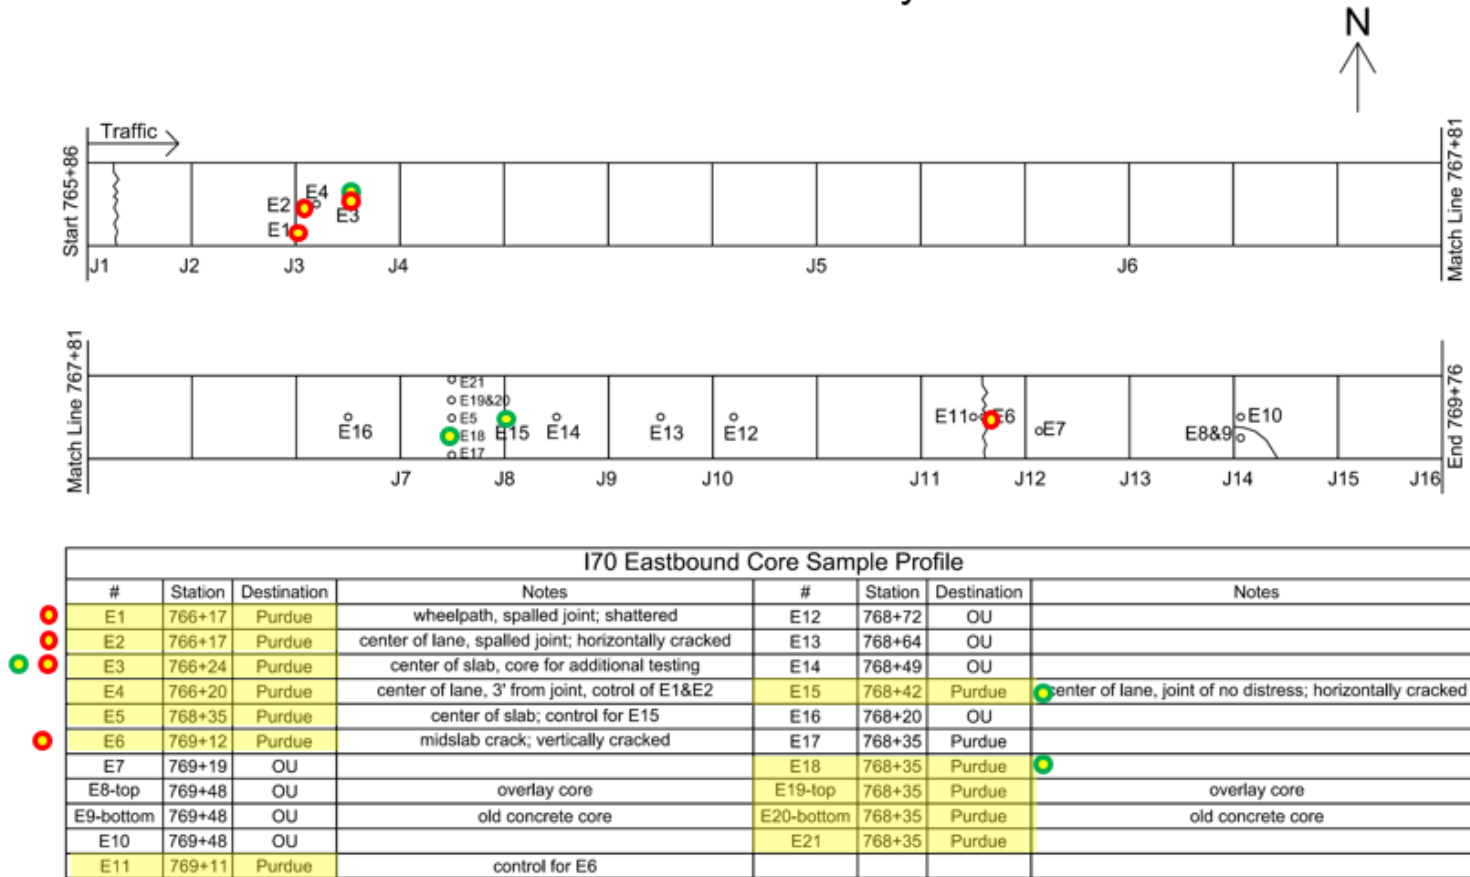 N
Traffic
Start 765+86
Match Line 767+81
E4
E2
E3
E1
J1 J2 J3 J4 J5 J6
Match Line 767+81
End 769+76
E21
E19&20
E5
E18
E17
E16 E15 E14 E13 E12 E11 E6 E7 E8&9 E10
J7 J8 J9 J10 J11 J12 J13 J14 J15 J16
I70 Eastbound Core Sample Profile
# Station Destination Notes # Station Destination Notes
E1 766+17 Purdue wheelpath, spalled joint; shattered E12 768+72 OU
E2 766+17 Purdue center of lane, spalled joint; horizontally cracked E13 768+64 OU
E3 766+24 Purdue center of slab, core for additional testing E14 768+49 OU
E4 766+20 Purdue center of lane, 3' from joint, cotrol of E1&E2 E15 768+42 Purdue center of lane, joint of no distress; horizontally cracked
E5 768+35 Purdue center of slab; control for E15 E16 768+20 OU
E6 769+12 Purdue midslab crack; vertically cracked E17 768+35 Purdue
E7 769+19 OU E18 768+35 Purdue
E8-top 769+48 OU overlay core E19-top 768+35 Purdue overlay core
E9-bottom 769+48 OU old concrete core E20-bottom 768+35 Purdue old concrete core
E10 769+48 OU E21 768+35 Purdue
E11 769+11 Purdue control for E6